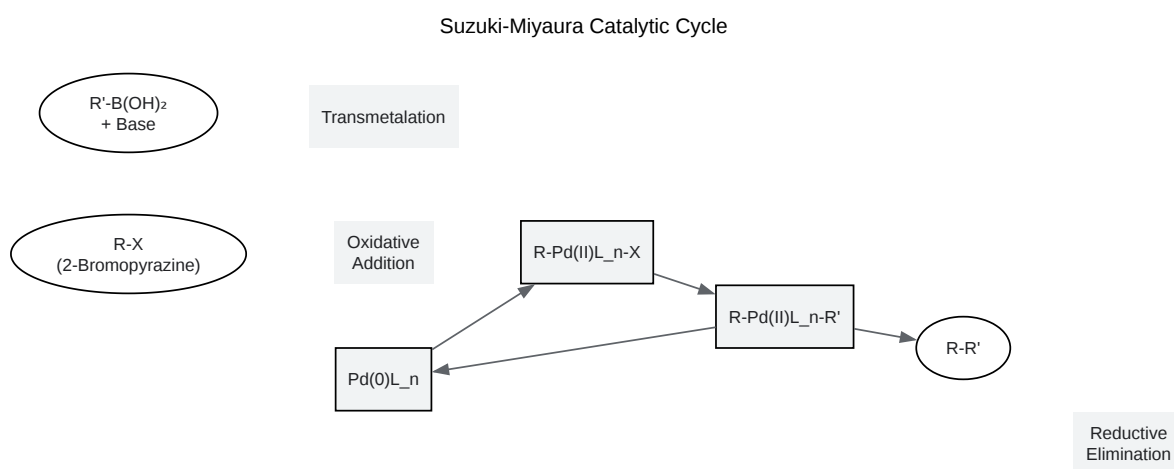 Suzuki-Miyaura Catalytic Cycle
R'-B(OH)₂
+ Base
Transmetalation
R-X
(2-Bromopyrazine)
Oxidative
Addition
R-Pd(II)L_n-X
R-Pd(II)L_n-R'
R-R'
Pd(0)L_n
Reductive
Elimination